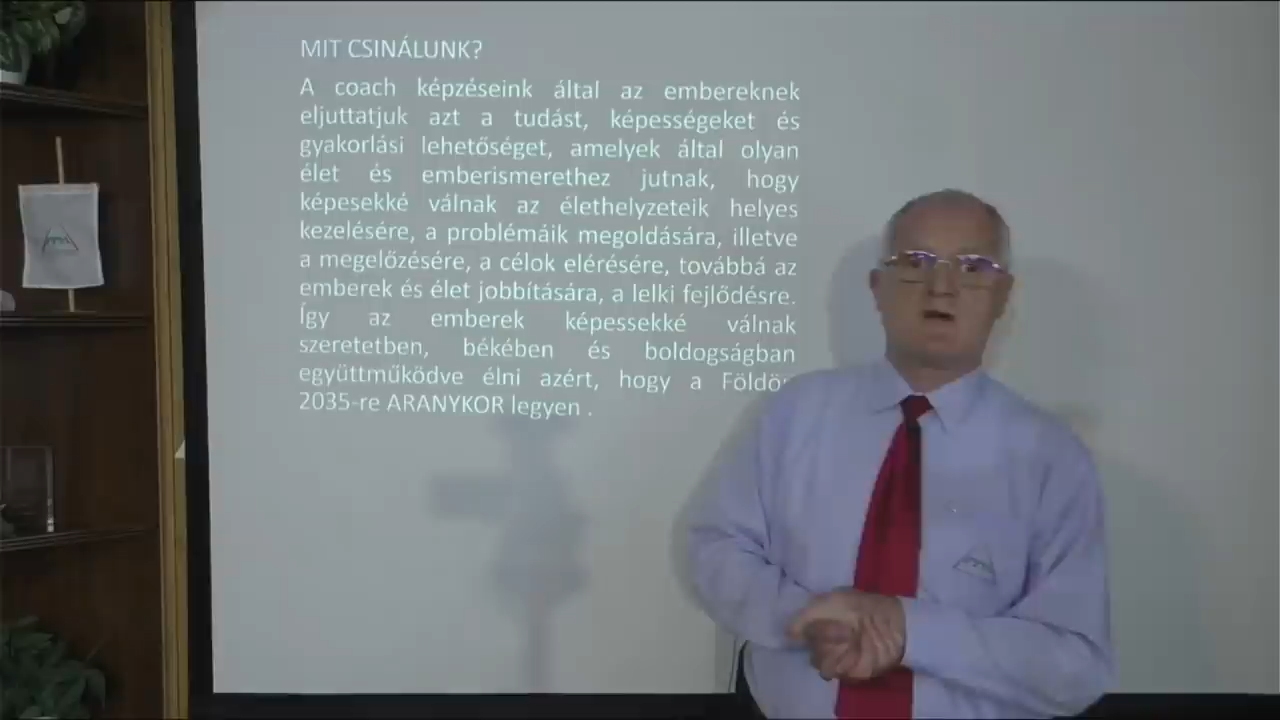 MIT CSINÁLUNK?
A coach képzéseink által az embereknek
eljuttatjuk azt a tudást, képességeket és
gyakorlási lehetőséget, amelyek által olyan
élet és emberismerethez jutnak, hogy
képesekké válnak az élethelyzeteik helyes
kezelésére, a problémáik megoldására, illetve
a megelőzésére, a célok elérésére, továbbá az
emberek és élet jobbítására, a lelki fejlődésre.
Így az emberek képessekké válnak
szeretetben, békében és boldogságban
együttműködve élni azért, hogy a Földön
2035-re ARANYKOR legyen .